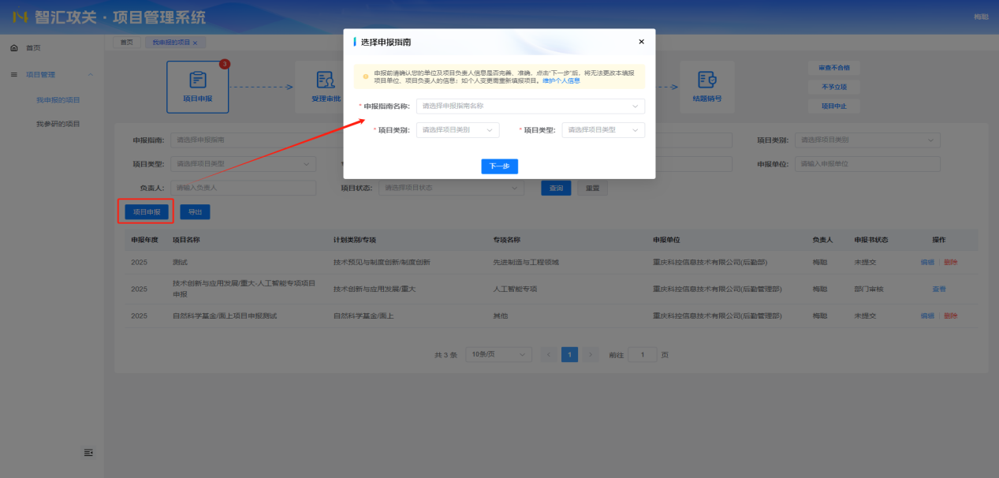 智汇攻关 · 项目管理系统
梅聪
首页
首页
我申报的项目 ×
项目管理
我申报的项目
我参研的项目
3
项目申报
受理审批
结题销号
审查不合格
不予立项
项目中止
选择申报指南
申报前请确认您的单位及项目负责人信息是否完善、准确，点击“下一步”后，将无法更改本填报
项目单位、项目负责人的信息；如个人变更需重新填报项目。维护个人信息
* 申报指南名称: 请选择申报指南名称
* 项目类别: 请选择项目类别 * 项目类型: 请选择项目类型
下一步
申报指南: 请选择申报指南
项目类别: 请选择项目类别
项目类型: 请选择项目类型
申报单位: 请输入申报单位
负责人: 请输入负责人
项目状态: 请选择项目状态
查询 重置
项目申报 导出
申报年度 项目名称 计划类别/专项 专项名称 申报单位 负责人 申报书状态 操作
2025 测试 技术预见与制度创新/制度创新 先进制造与工程领域 重庆科控信息技术有限公司(后勤部) 梅聪 未提交 编辑 删除
2025 技术创新与应用发展/重大-人工智能专项项目申报 技术创新与应用发展/重大 人工智能专项 重庆科控信息技术有限公司(后勤管理部) 梅聪 部门审核 查看
2025 自然科学基金/面上项目申报测试 自然科学基金/面上 其他 重庆科控信息技术有限公司(后勤管理部) 梅聪 未提交 编辑 删除
共 3 条 10条/页 1 前往 1 页